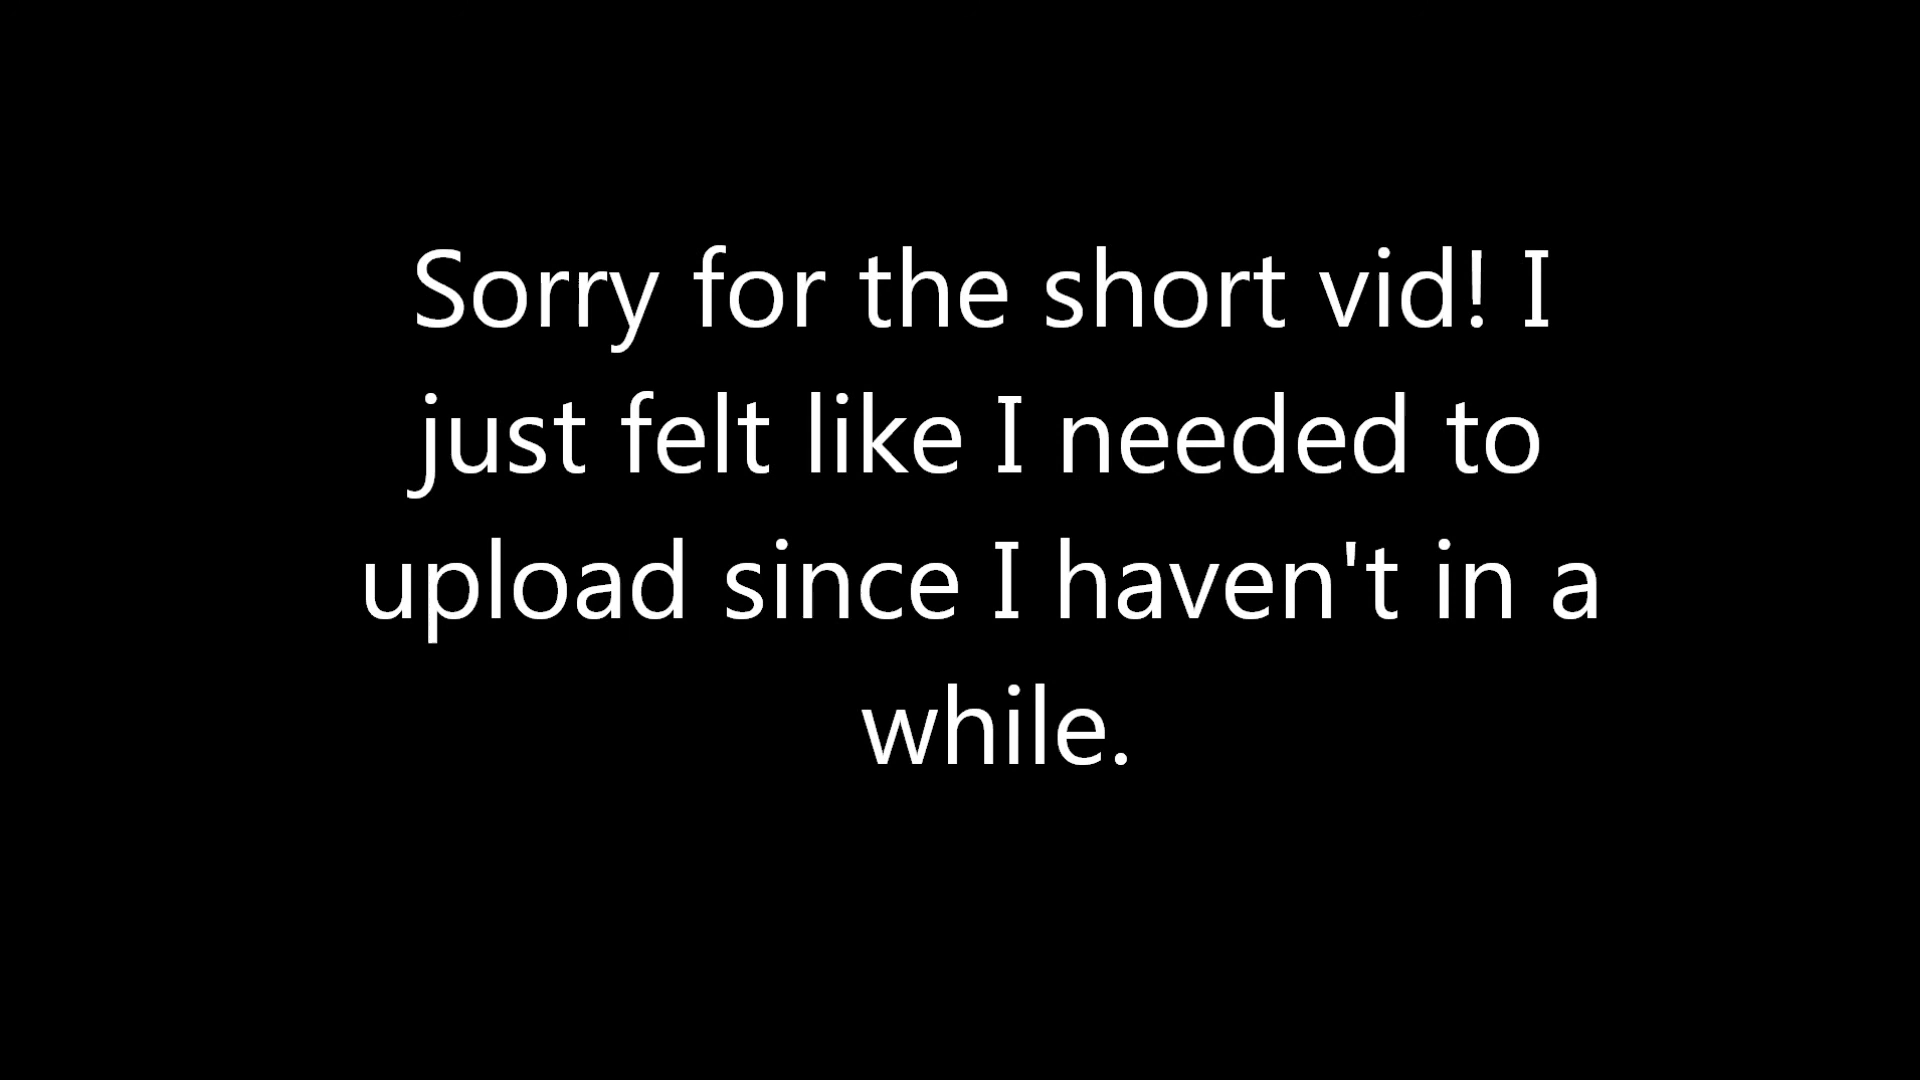 Sorry for the short vid! I
just felt like I needed to
upload since I haven't in a
while.